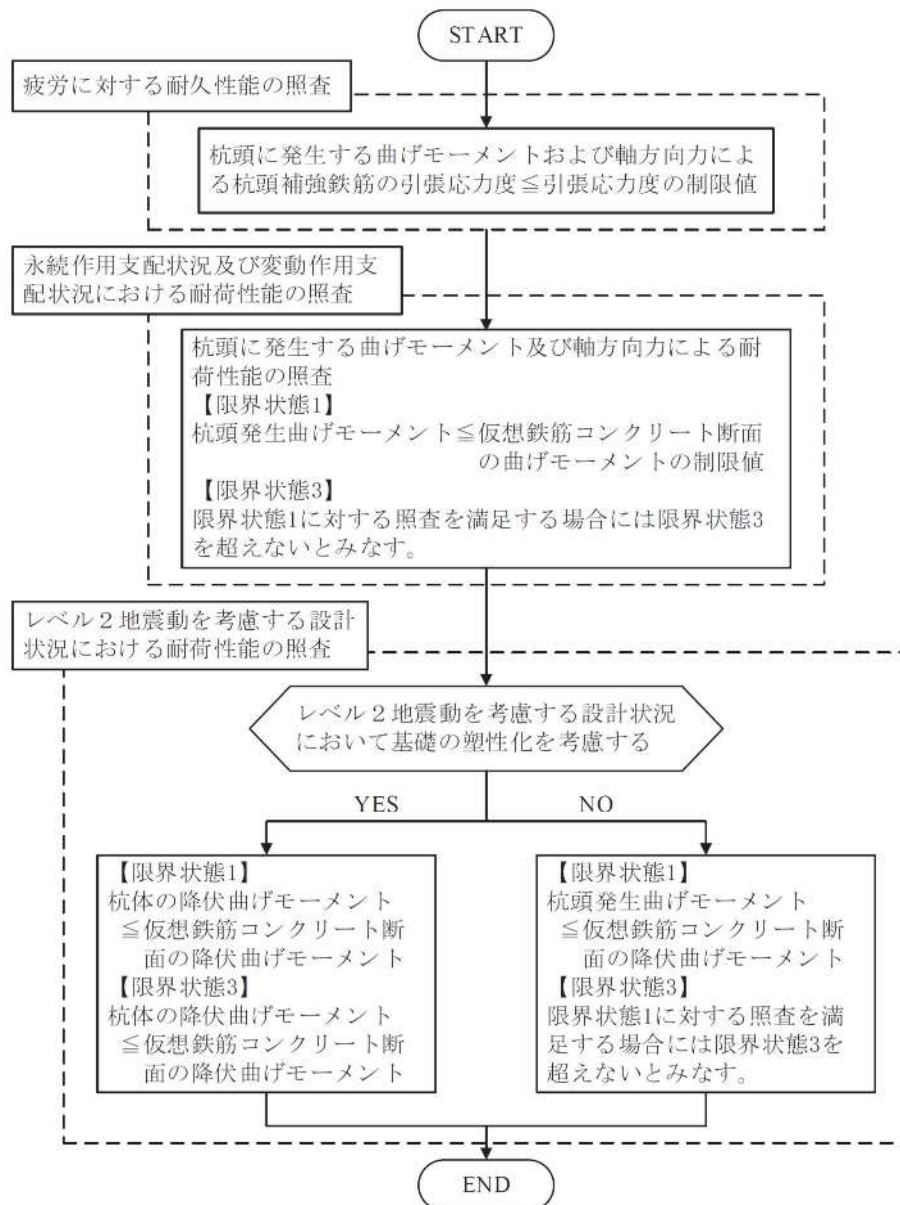 START
疲労に対する耐久性能の照査
杭頭に発生する曲げモーメントおよび軸方向力によ
る杭頭補強鉄筋の引張応力度≦引張応力度の制限値
永続作用支配状況及び変動作用支
配状況における耐荷性能の照査
杭頭に発生する曲げモーメント及び軸方向力による耐
荷性能の照査
【限界状態1】
杭頭発生曲げモーメント≦仮想鉄筋コンクリート断面
の曲げモーメントの制限値
【限界状態3】
限界状態1に対する照査を満足する場合には限界状態3
を超えないとみなす。
レベル２地震動を考慮する設計
状況における耐荷性能の照査
レベル２地震動を考慮する設計状況
において基礎の塑性化を考慮する
YES
NO
【限界状態1】
杭体の降伏曲げモーメント
≦仮想鉄筋コンクリート断
面の降伏曲げモーメント
【限界状態3】
杭体の降伏曲げモーメント
≦仮想鉄筋コンクリート断
面の降伏曲げモーメント
【限界状態1】
杭頭発生曲げモーメント
≦仮想鉄筋コンクリート断
面の降伏曲げモーメント
【限界状態3】
限界状態1に対する照査を満
足する場合には限界状態3を
超えないとみなす。
END